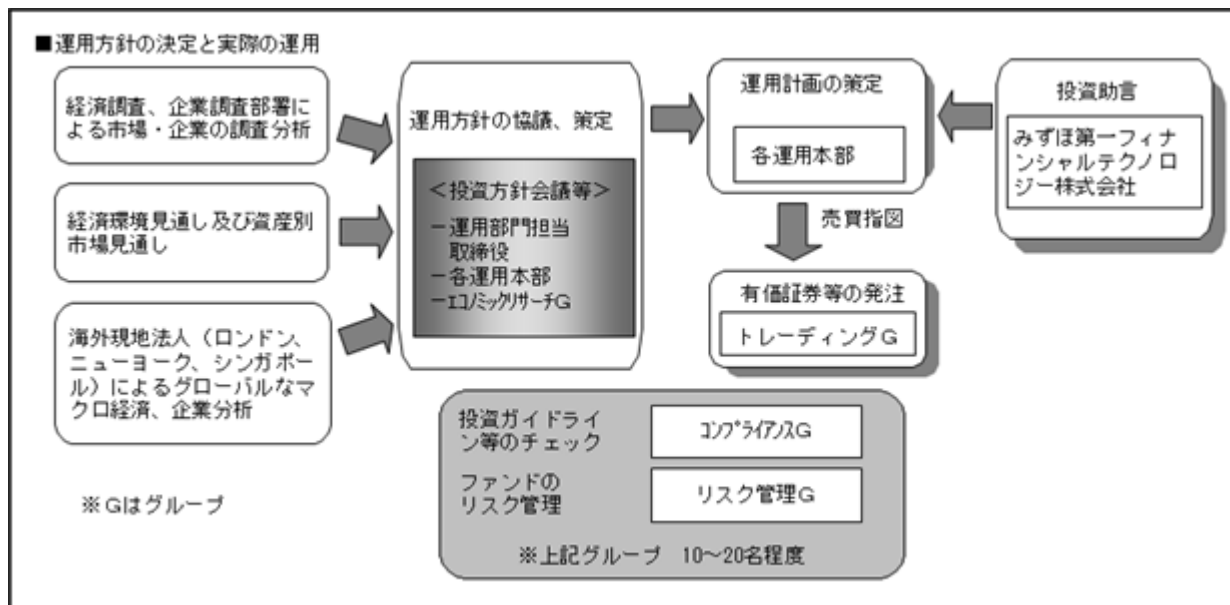 ■運用方針の決定と実際の運用
経済調査、企業調査部署に
よる市場・企業の調査分析
経済環境見通し及び資産別
市場見通し
海外現地法人（ロンドン、
ニューヨーク、シンガポー
ル）によるグローバルなマ
クロ経済、企業分析
※Gはグループ
運用方針の協議、策定
＜投資方針会議等＞
－運用部門担当
取締役
－各運用本部
－ｴｺﾉﾐｯｸﾘｻｰﾁG
運用計画の策定
各運用本部
売買指図
有価証券等の発注
トレーディングG
投資助言
みずほ第一フィナ
ンシャルテクノロ
ジー株式会社
投資ガイドライ
ン等のチェック
ｺﾝﾌﾟﾗｲｱﾝｽG
ファンドの
リスク管理
リスク管理G
※上記グループ　10～20名程度